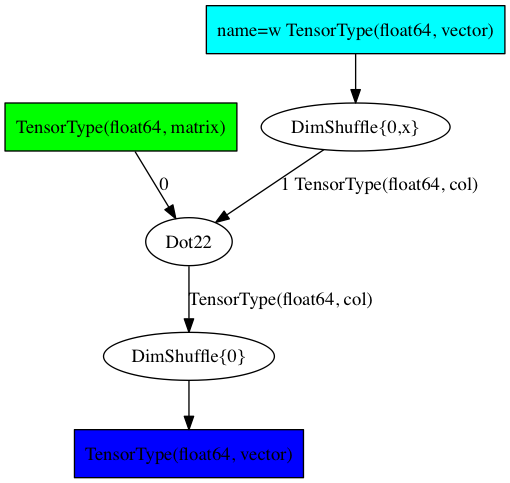 name=w TensorType(float64, vector)
TensorType(float64, matrix)
DimShuffle{0,x}
0
1 TensorType(float64, col)
Dot22
TensorType(float64, col)
DimShuffle{0}
TensorType(float64, vector)